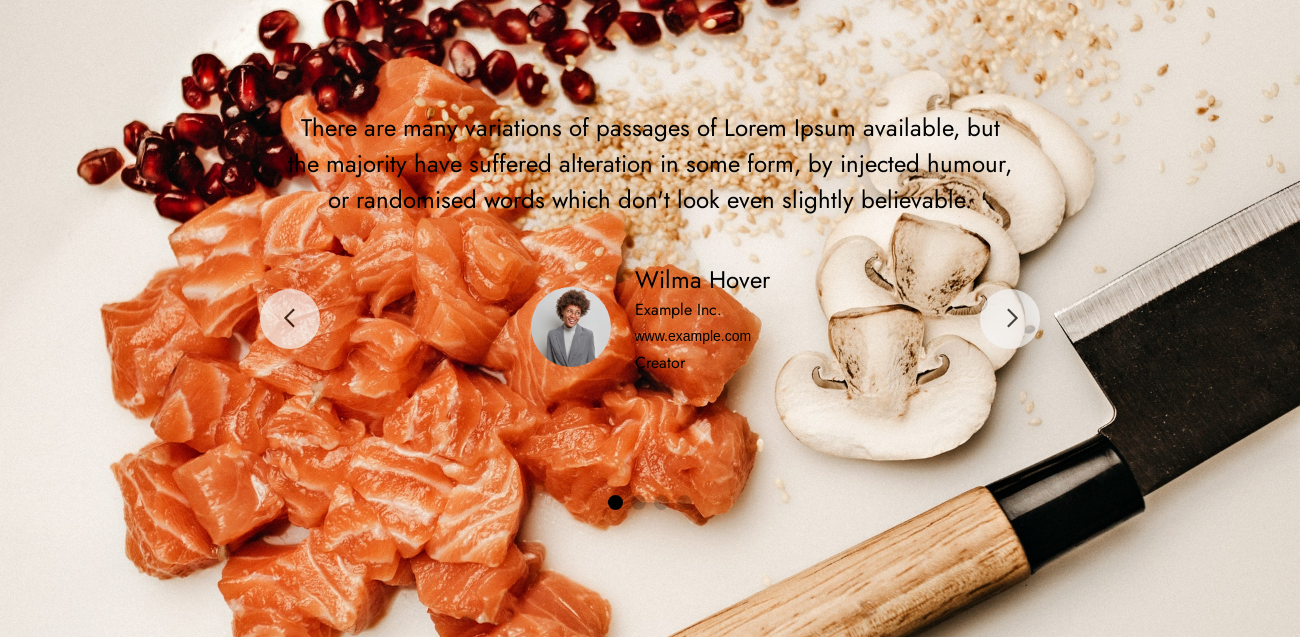 There are many variations of passages of Lorem Ipsum available, but
the majority have suffered alteration in some form, by injected humour,
or randomised words which don't look even slightly believable.
Wilma Hover
Example Inc.
www.example.com
Creator